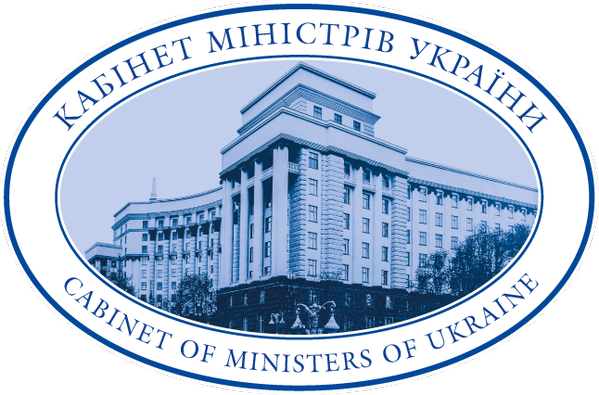 КАБІНЕТ МІНІСТРІВ УКРАЇНИ
CABINET OF MINISTERS OF UKRAINE